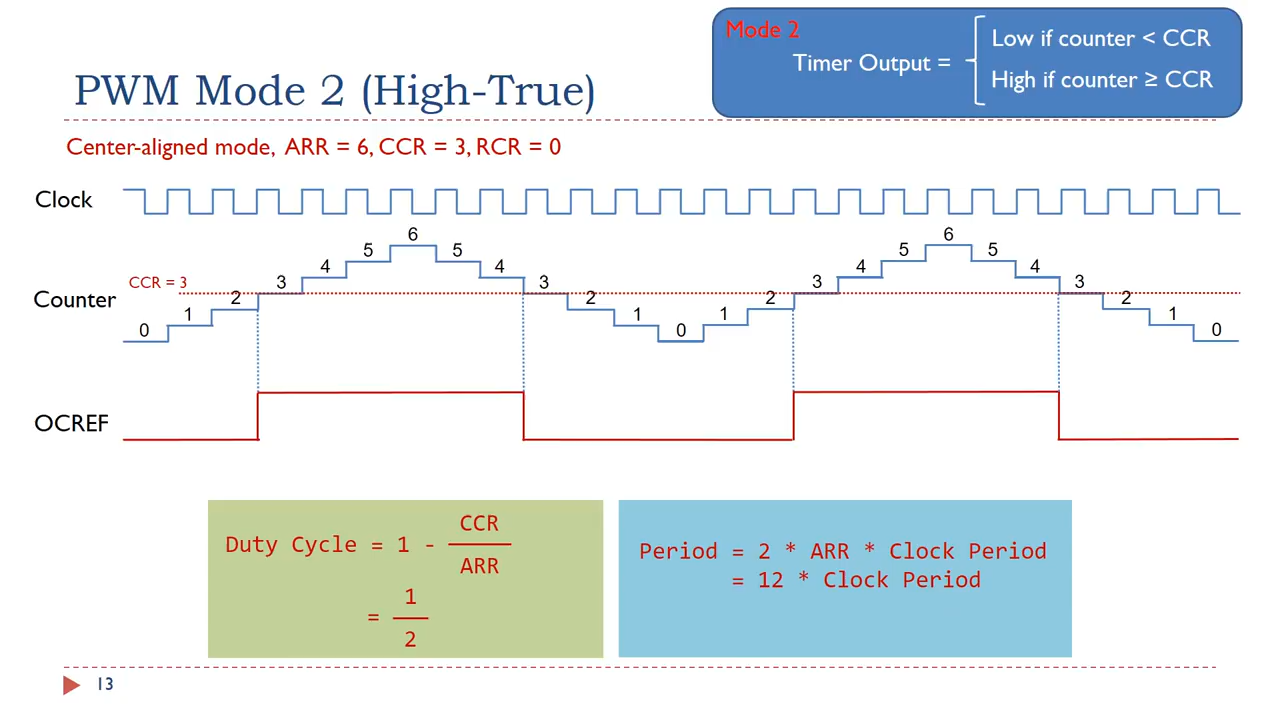 Mode 2
Timer Output =
Low if counter < CCR
High if counter ≥ CCR
PWM Mode 2 (High-True)
Center-aligned mode, ARR = 6, CCR = 3, RCR = 0
Clock
Counter
CCR = 3
0 1 2 3 4 5 6 5 4 3 2 1 0 1 2 3 4 5 6 5 4 3 2 1 0
OCREF
Duty Cycle = 1 - CCR
ARR
= 1
2
Period = 2 * ARR * Clock Period
= 12 * Clock Period
13